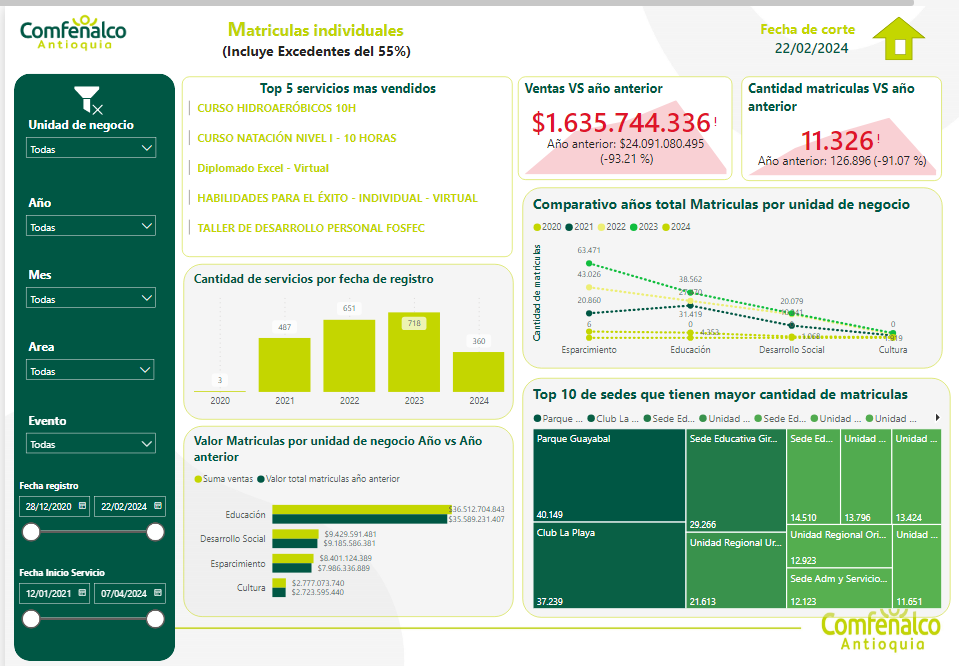 Comfenalco
Antioquia
Matriculas individuales
(Incluye Excedentes del 55%)
Fecha de corte
22/02/2024
Unidad de negocio
Todas
Año
Todas
Mes
Todas
Area
Todas
Evento
Todas
Fecha registro
28/12/2020
22/02/2024
Fecha Inicio Servicio
12/01/2021
07/04/2024
Top 5 servicios mas vendidos
CURSO HIDROAERÓBICOS 10H
CURSO NATACIÓN NIVEL I - 10 HORAS
Diplomado Excel - Virtual
HABILIDADES PARA EL ÉXITO - INDIVIDUAL - VIRTUAL
TALLER DE DESARROLLO PERSONAL FOSFEC
Ventas VS año anterior
$1.635.744.336!
Año anterior: $24.091.080.495
(-93.21 %)
Cantidad matriculas VS año
anterior
11.326!
Año anterior: 126.896 (-91.07 %)
Cantidad de servicios por fecha de registro
3
487
651
718
360
2020
2021
2022
2023
2024
Comparativo años total Matriculas por unidad de negocio
2020 2021 2022 2023 2024
Cantidad de matriculas
63.471
43.026
20.860
6
38.562
31.419
0
4.353
20.079
1.068
0
Esparcimiento
Educación
Desarrollo Social
Cultura
Valor Matriculas por unidad de negocio Año vs Año
anterior
Suma ventas Valor total matriculas año anterior
Educación
$36.512.704.843
$35.589.231.407
Desarrollo Social
$9.429.591.481
$9.185.586.381
Esparcimiento
$8.401.124.389
$7.986.336.889
Cultura
$2.777.073.740
$2.723.595.440
Top 10 de sedes que tienen mayor cantidad de matriculas
Parque ... Club La ... Sede Ed... Unidad ... Sede Ed... Unidad ... Unidad ...
Parque Guayabal
40.149
Club La Playa
37.239
Sede Educativa Gir...
29.266
Unidad Regional Ur...
21.613
Sede Ed...
14.510
Unidad ...
13.796
Unidad ...
13.424
Unidad Regional Ori...
12.923
Sede Adm y Servicio...
12.123
Unidad ...
11.651
Comfenalco
Antioquia